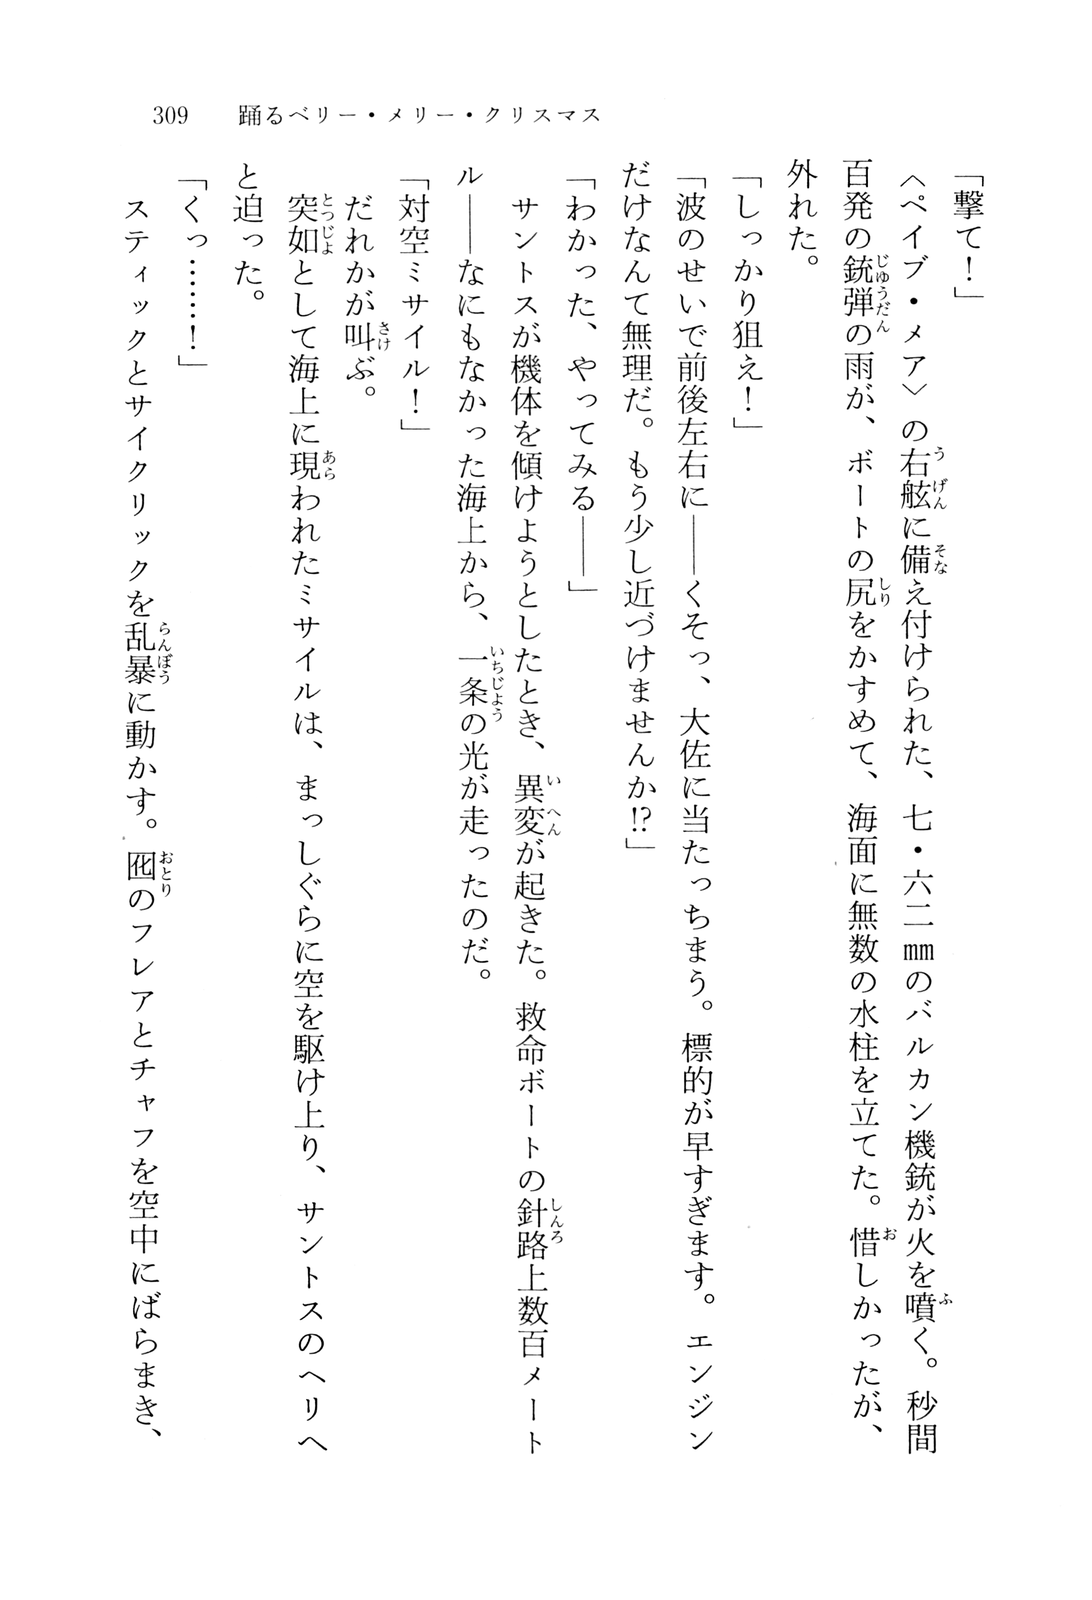 309　踊るベリー・メリー・クリスマス
「撃て！」
〈ペイブ・メア〉の右舷に備え付けられた、七・六二㎜のバルカン機銃が火を噴く。秒間
百発の銃弾の雨が、ボートの尻をかすめて、海面に無数の水柱を立てた。惜しかったが、
外れた。
「しっかり狙え！」
「波のせいで前後左右に――くそっ、大佐に当たっちまう。標的が早すぎます。エンジン
だけなんて無理だ。もう少し近づけませんか⁉」
「わかった、やってみる――」
　サントスが機体を傾けようとしたとき、異変が起きた。救命ボートの針路上数百メート
ル――なにもなかった海上から、一条の光が走ったのだ。
「対空ミサイル！」
　だれかが叫ぶ。
　突如として海上に現われたミサイルは、まっしぐらに空を駆け上り、サントスのヘリへ
と迫った。
「くっ……！」
　スティックとサイクリックを乱暴に動かす。囮のフレアとチャフを空中にばらまき、